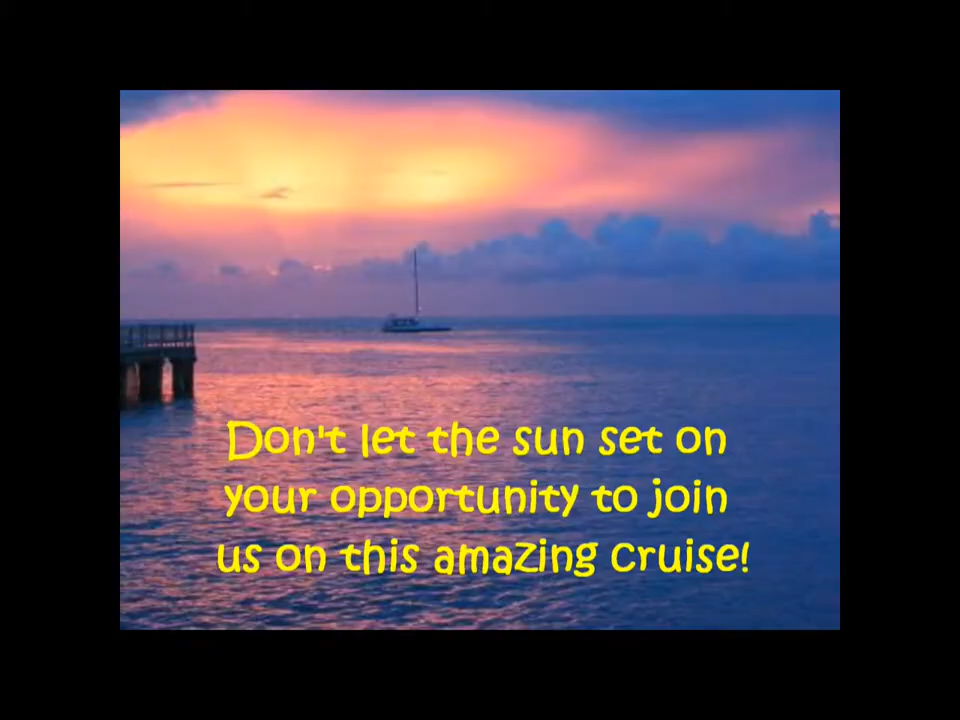 Don't let the sun set on
your opportunity to join
us on this amazing cruise!